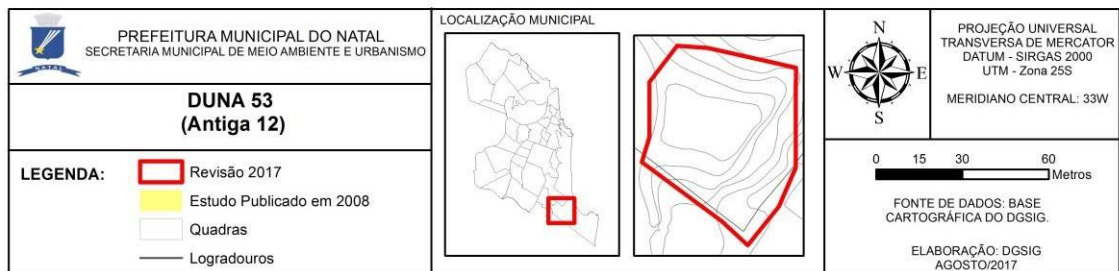 PREFEITURA MUNICIPAL DO NATAL
SECRETARIA MUNICIPAL DE MEIO AMBIENTE E URBANISMO
NATAL
DUNA 53
(Antiga 12)
LEGENDA:
Revisão 2017
Estudo Publicado em 2008
Quadras
Logradouros
LOCALIZAÇÃO MUNICIPAL
N
W
E
S
PROJEÇÃO UNIVERSAL
TRANSVERSA DE MERCATOR
DATUM - SIRGAS 2000
UTM - Zona 25S
MERIDIANO CENTRAL: 33W
0 15 30 60
Metros
FONTE DE DADOS: BASE
CARTOGRÁFICA DO DGSIG.
ELABORAÇÃO: DGSIG
AGOSTO/2017